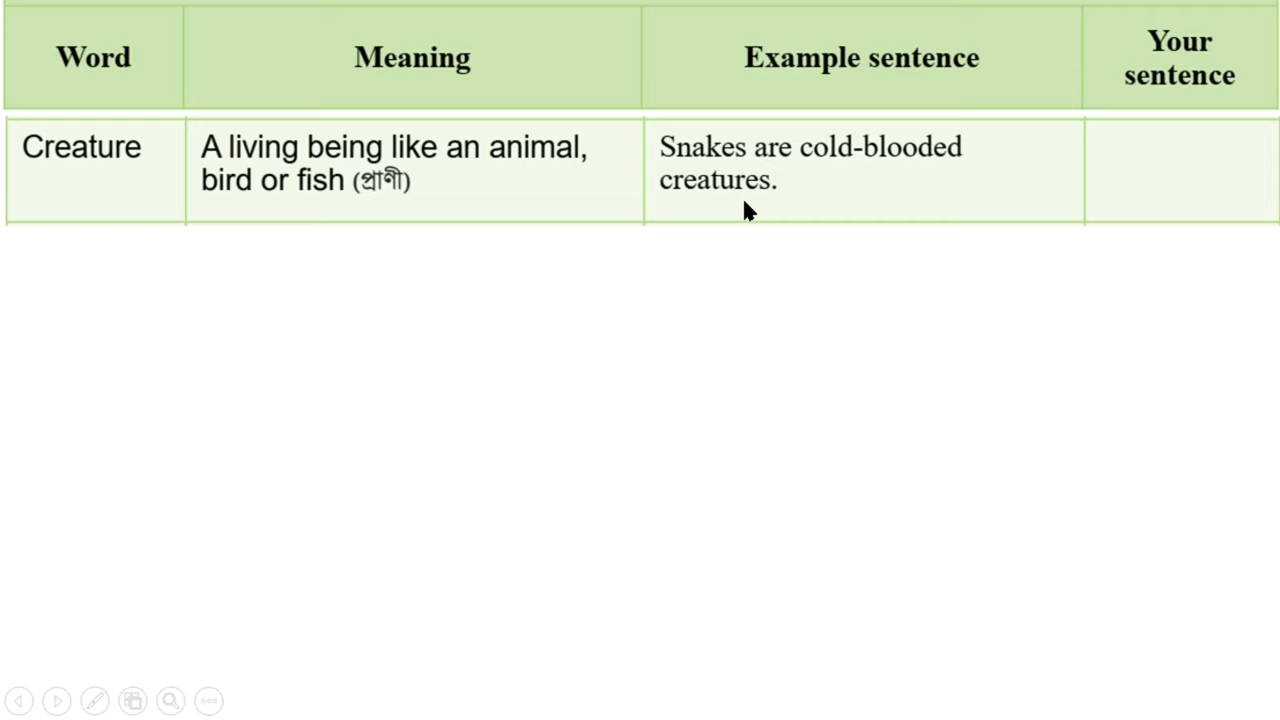 Word Meaning Example sentence Your sentence
Creature A living being like an animal, Snakes are cold-blooded
bird or fish (প্রাণী) creatures.